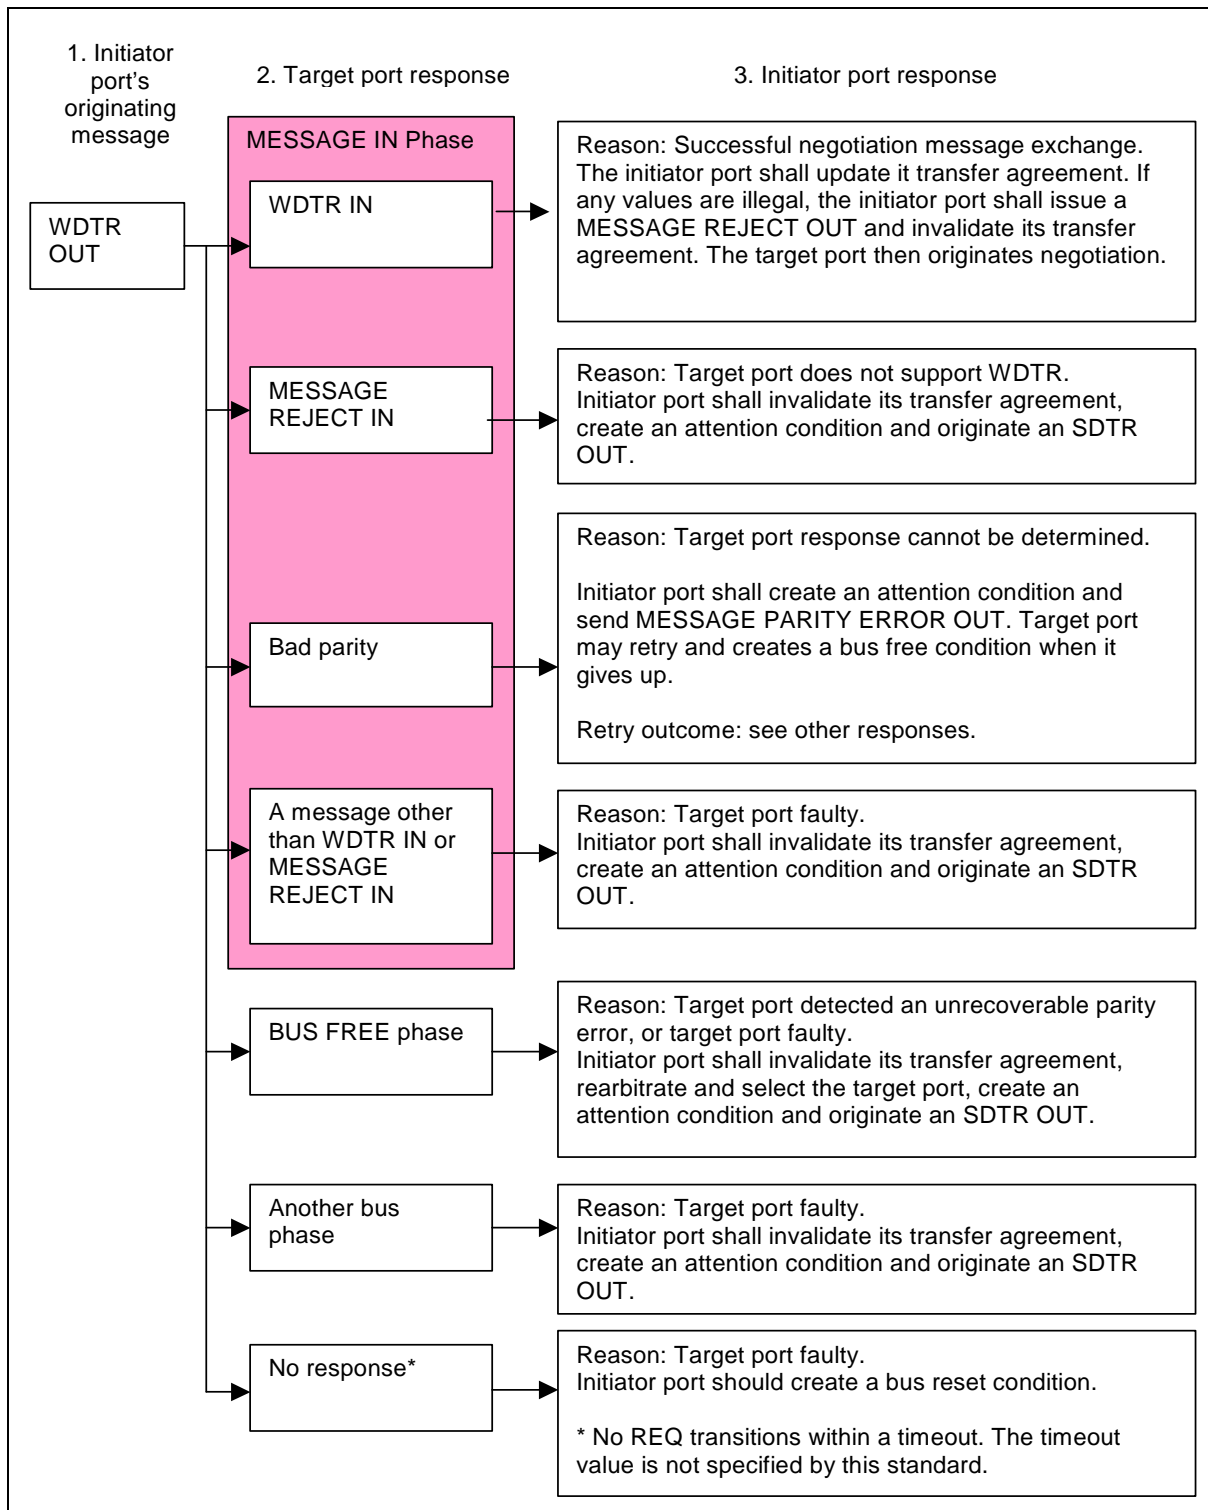 1. Initiator
port's
originating
message
2. Target port response
3. Initiator port response
WDTR
OUT
MESSAGE IN Phase
WDTR IN
Reason: Successful negotiation message exchange.
The initiator port shall update it transfer agreement. If
any values are illegal, the initiator port shall issue a
MESSAGE REJECT OUT and invalidate its transfer
agreement. The target port then originates negotiation.
MESSAGE
REJECT IN
Reason: Target port does not support WDTR.
Initiator port shall invalidate its transfer agreement,
create an attention condition and originate an SDTR
OUT.
Bad parity
Reason: Target port response cannot be determined.
Initiator port shall create an attention condition and
send MESSAGE PARITY ERROR OUT. Target port
may retry and creates a bus free condition when it
gives up.
Retry outcome: see other responses.
A message other
than WDTR IN or
MESSAGE
REJECT IN
Reason: Target port faulty.
Initiator port shall invalidate its transfer agreement,
create an attention condition and originate an SDTR
OUT.
BUS FREE phase
Reason: Target port detected an unrecoverable parity
error, or target port faulty.
Initiator port shall invalidate its transfer agreement,
rearbitrate and select the target port, create an
attention condition and originate an SDTR OUT.
Another bus
phase
Reason: Target port faulty.
Initiator port shall invalidate its transfer agreement,
create an attention condition and originate an SDTR
OUT.
No response*
Reason: Target port faulty.
Initiator port should create a bus reset condition.
* No REQ transitions within a timeout. The timeout
value is not specified by this standard.